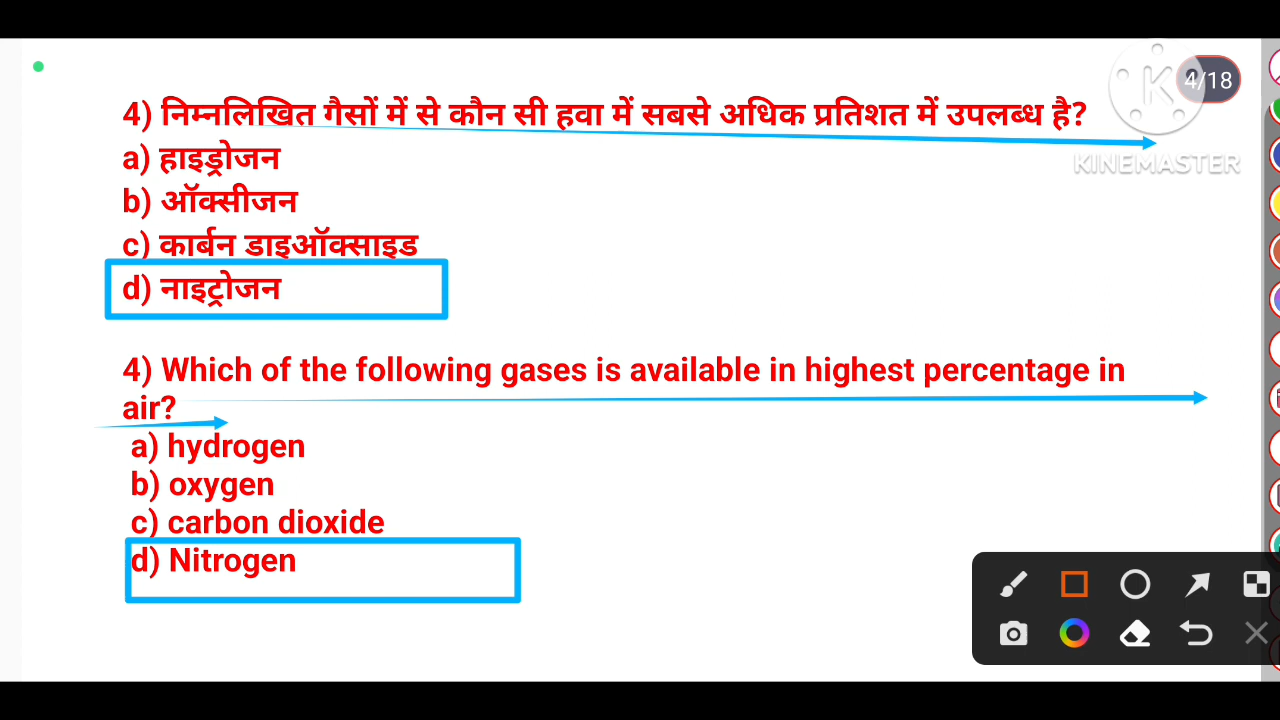 4/18
K
KINEMASTER
4) निम्नलिखित गैसों में से कौन सी हवा में सबसे अधिक प्रतिशत में उपलब्ध है?
a) हाइड्रोजन
b) ऑक्सीजन
c) कार्बन डाइऑक्साइड
d) नाइट्रोजन
4) Which of the following gases is available in highest percentage in
air?
a) hydrogen
b) oxygen
c) carbon dioxide
d) Nitrogen